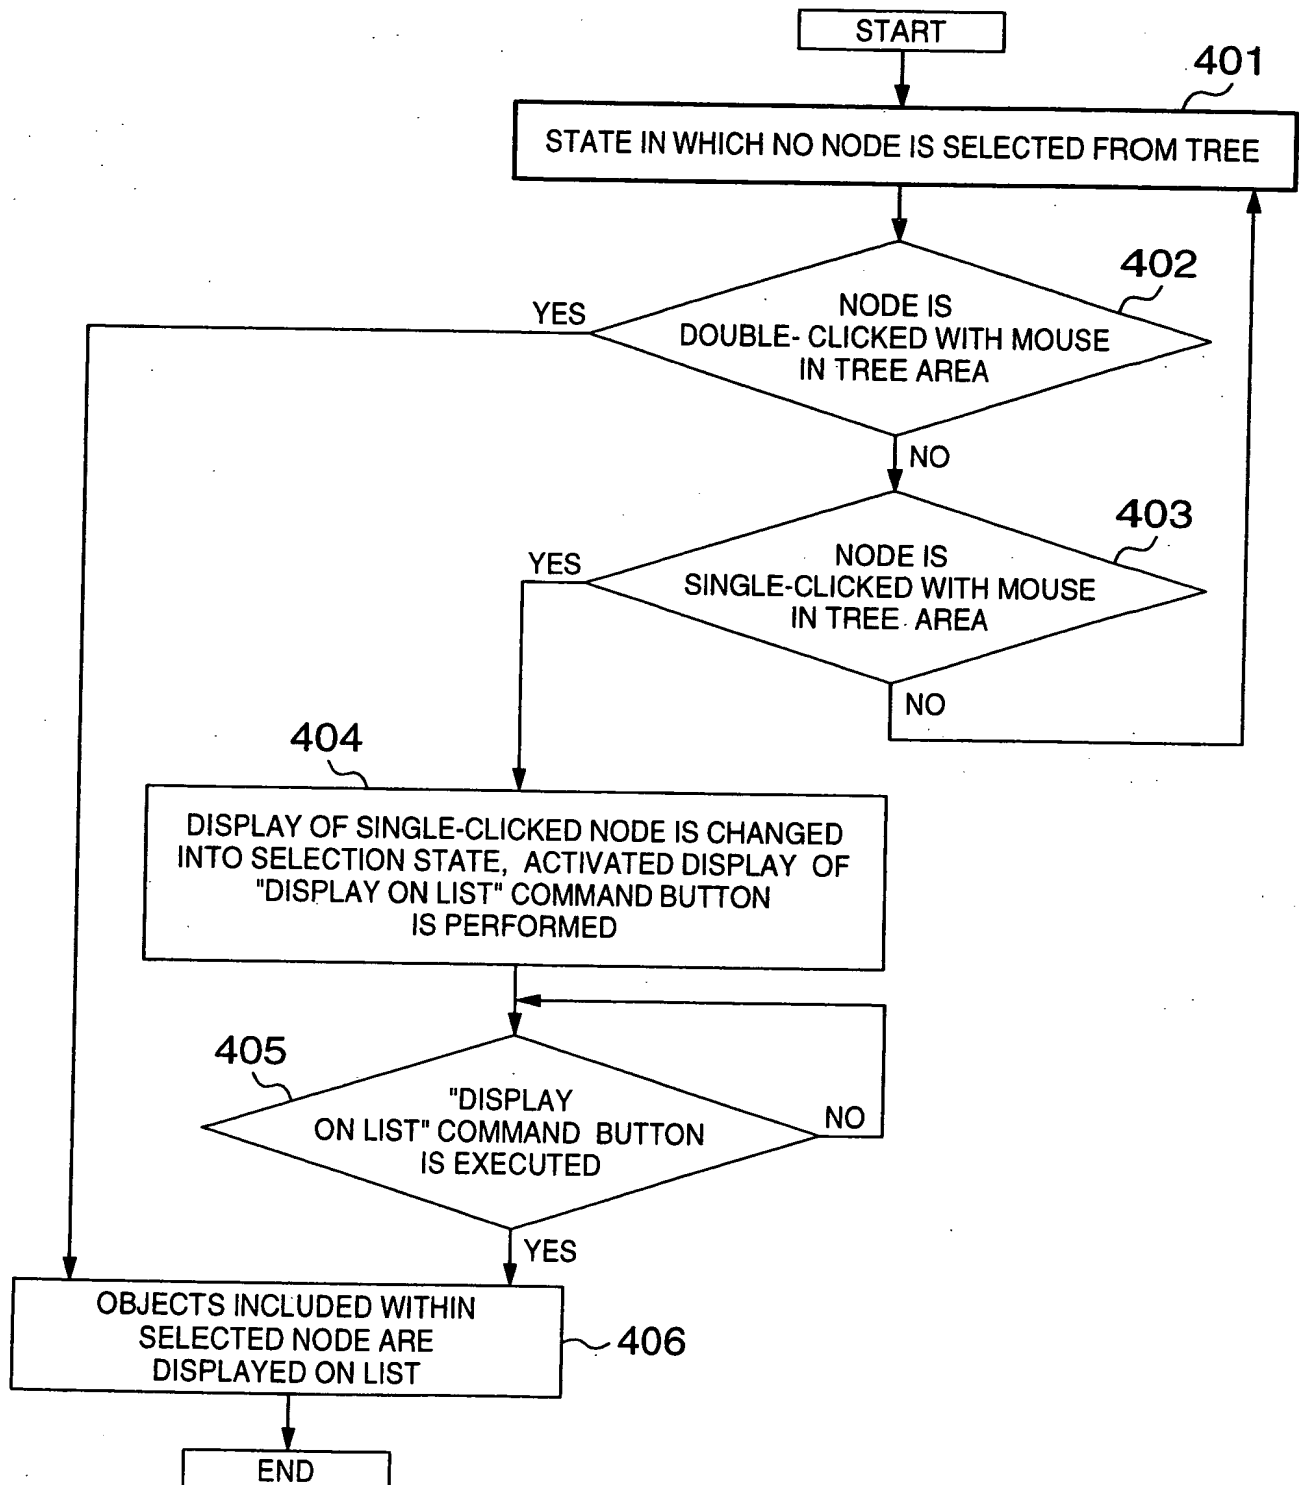 START
401
STATE IN WHICH NO NODE IS SELECTED FROM TREE
402
YES
NODE IS
DOUBLE- CLICKED WITH MOUSE
IN TREE AREA
NO
403
YES
NODE IS
SINGLE-CLICKED WITH MOUSE
IN TREE AREA
NO
404
DISPLAY OF SINGLE-CLICKED NODE IS CHANGED
INTO SELECTION STATE, ACTIVATED DISPLAY OF
"DISPLAY ON LIST" COMMAND BUTTON
IS PERFORMED
405
"DISPLAY
ON LIST" COMMAND BUTTON
IS EXECUTED
NO
YES
OBJECTS INCLUDED WITHIN
SELECTED NODE ARE
DISPLAYED ON LIST
406
END